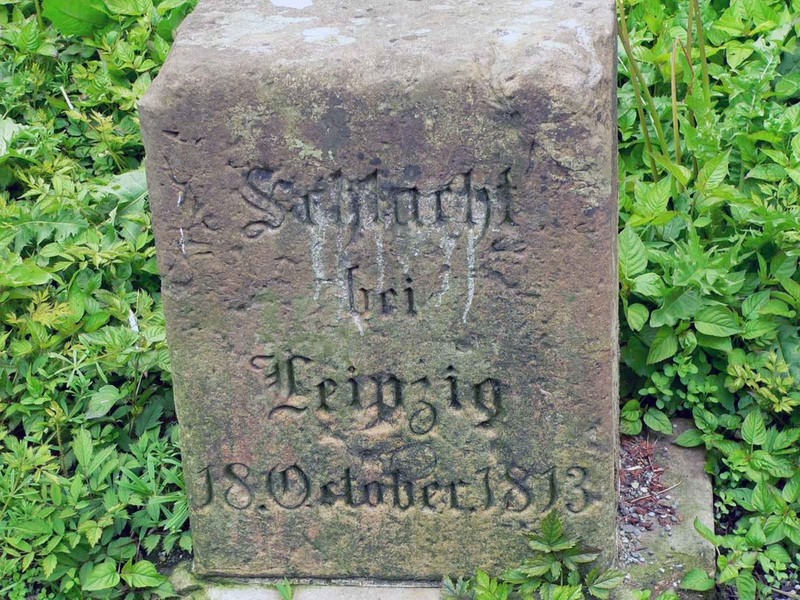 Schlacht
bei
Leipzig
18. October. 1813